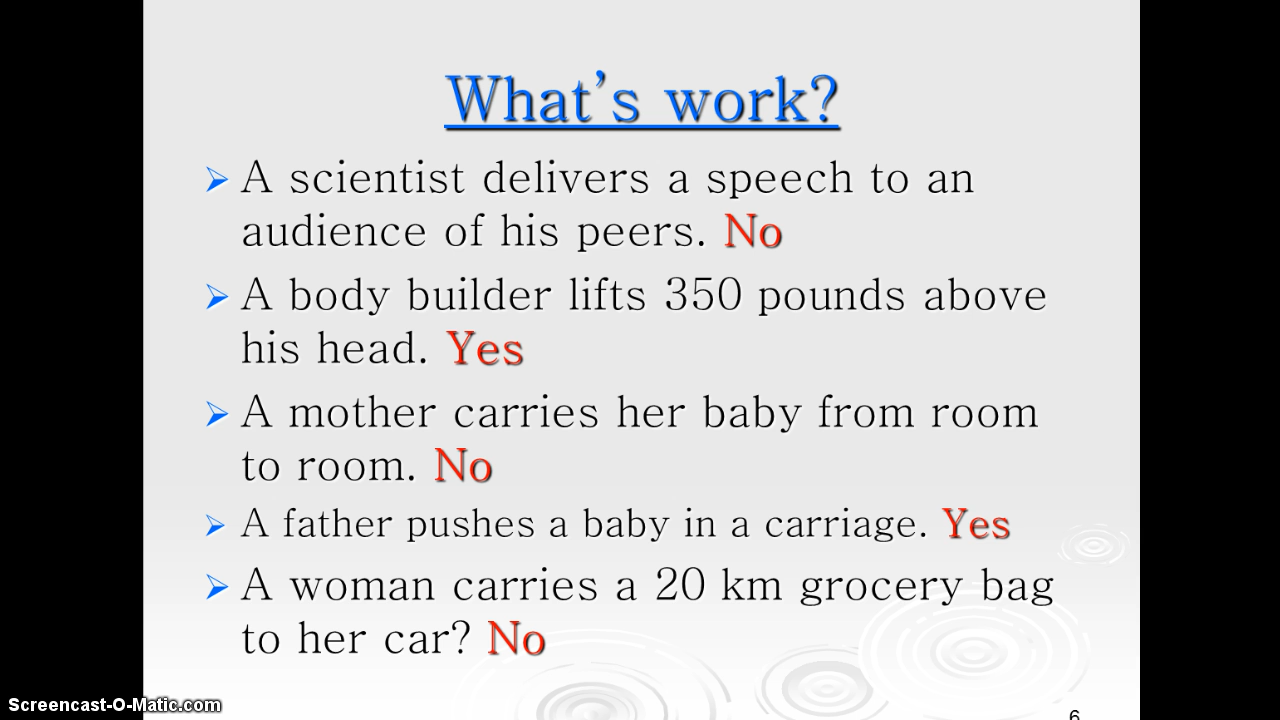 What's work?
A scientist delivers a speech to an
audience of his peers. No
A body builder lifts 350 pounds above
his head. Yes
A mother carries her baby from room
to room. No
A father pushes a baby in a carriage. Yes
A woman carries a 20 km grocery bag
to her car? No
Screencast-O-Matic.com
6